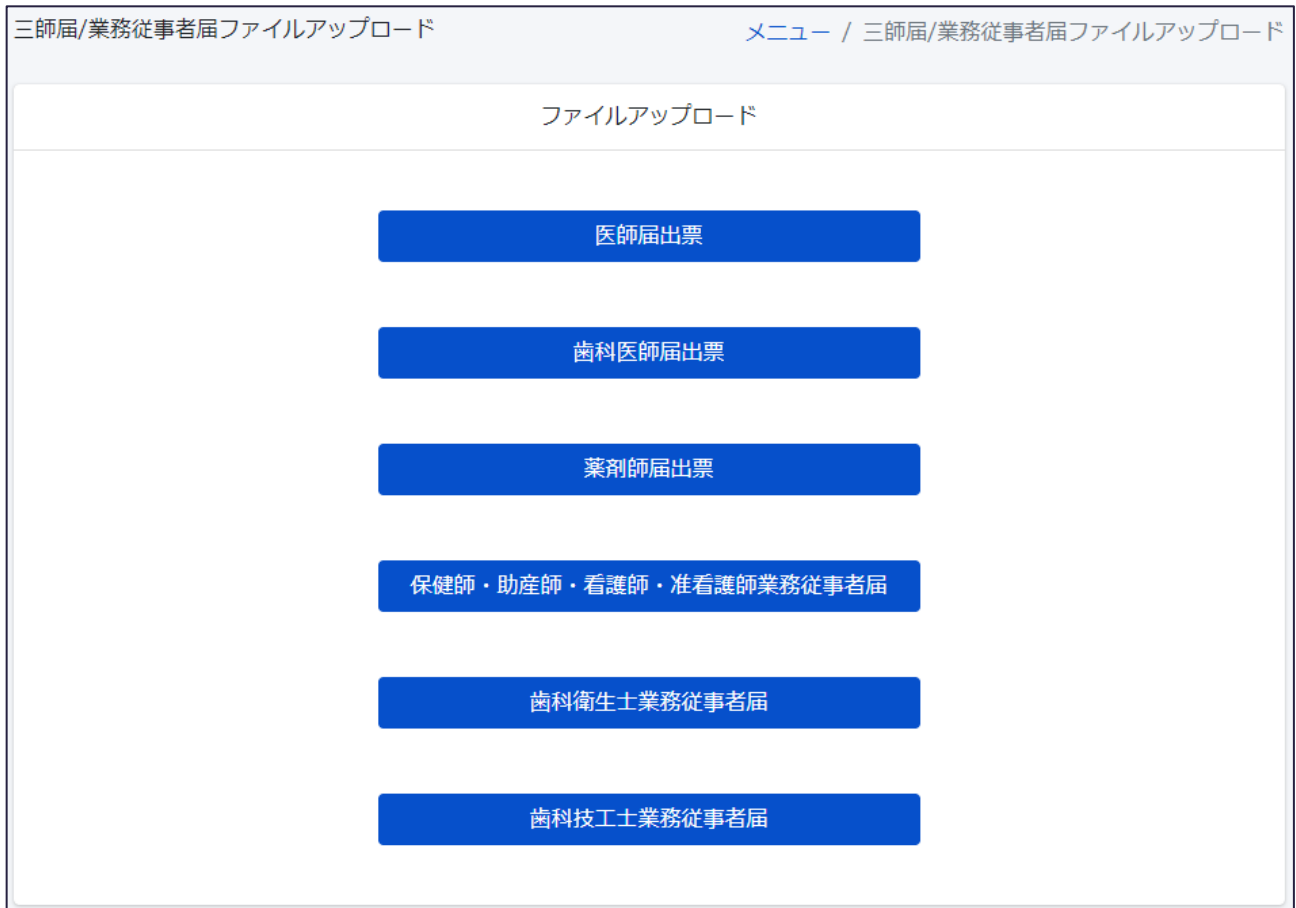 三師届/業務従事者届ファイルアップロード
メニュー / 三師届/業務従事者届ファイルアップロード
ファイルアップロード
医師届出票
歯科医師届出票
薬剤師届出票
保健師・助産師・看護師・准看護師業務従事者届
歯科衛生士業務従事者届
歯科技工士業務従事者届